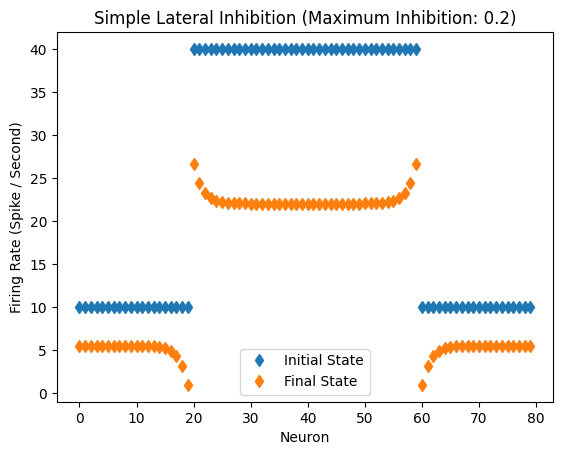 Simple Lateral Inhibition (Maximum Inhibition: 0.2)
Firing Rate (Spike / Second)
40
35
30
25
20
15
10
5
0
Initial State
Final State
0 10 20 30 40 50 60 70 80
Neuron